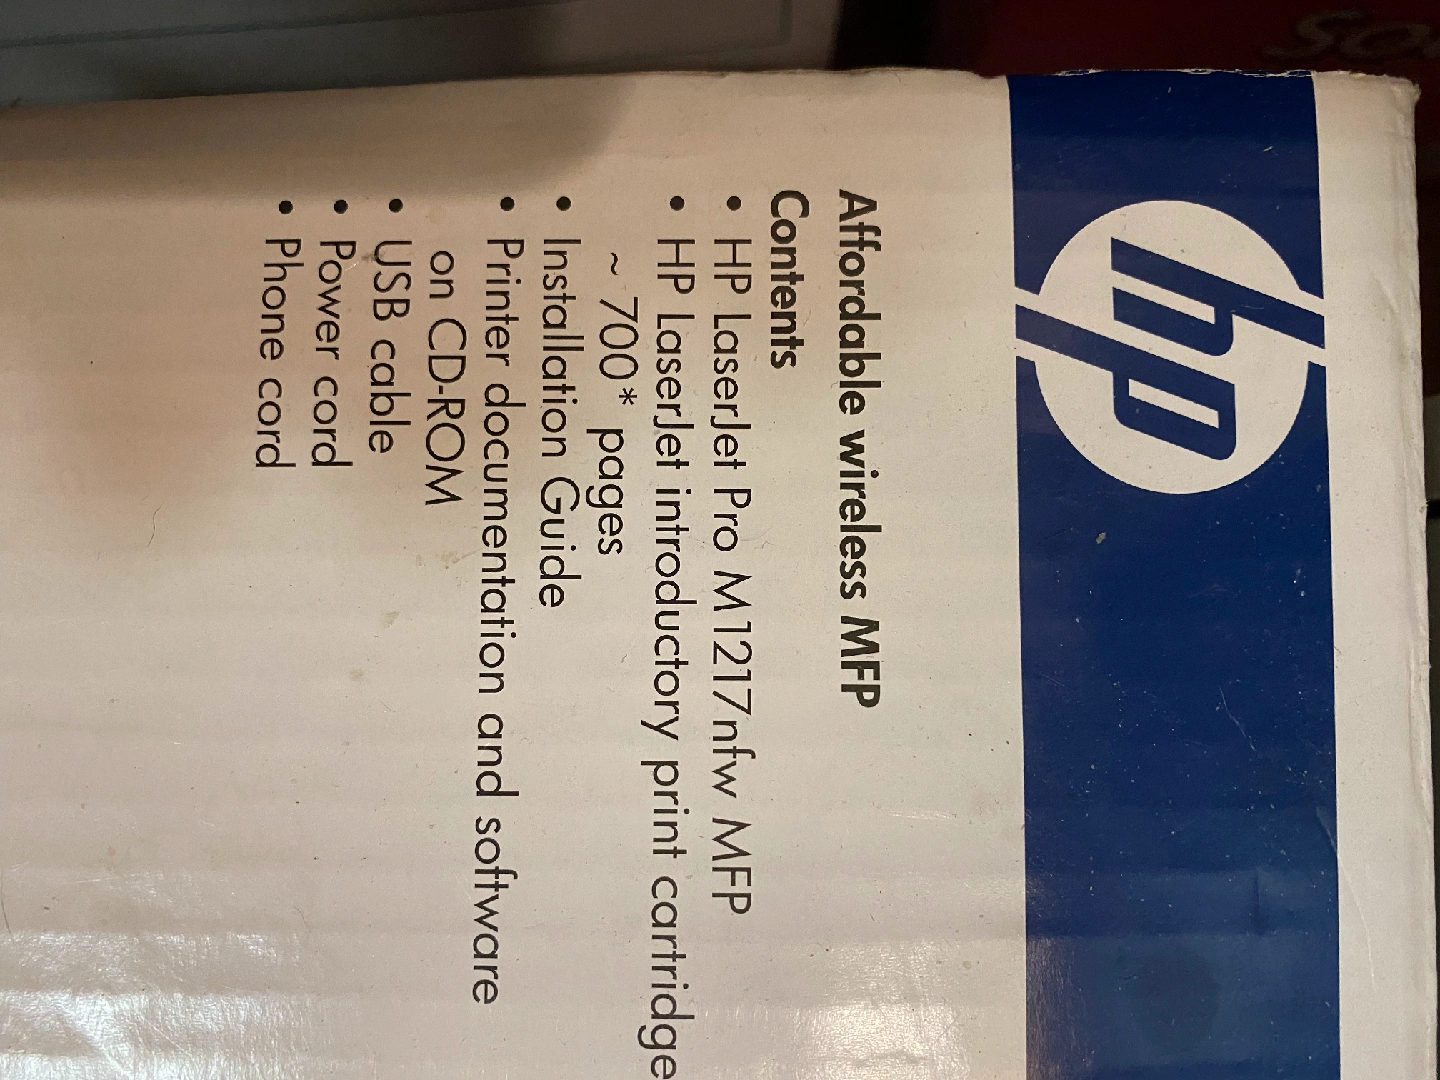 hp
Affordable wireless MFP
Contents
• HP LaserJet Pro M1217nfw MFP
• HP LaserJet introductory print cartridge
~ 700* pages
• Installation Guide
• Printer documentation and software
on CD-ROM
• USB cable
• Power cord
• Phone cord